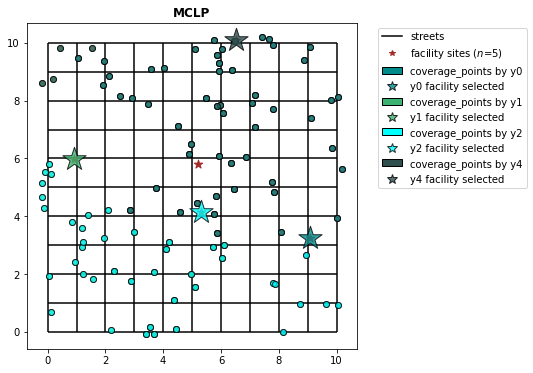 MCLP
streets
facility sites (n=5)
coverage_points by y0
y0 facility selected
coverage_points by y1
y1 facility selected
coverage_points by y2
y2 facility selected
coverage_points by y4
y4 facility selected
10
8
6
4
2
0
0 2 4 6 8 10